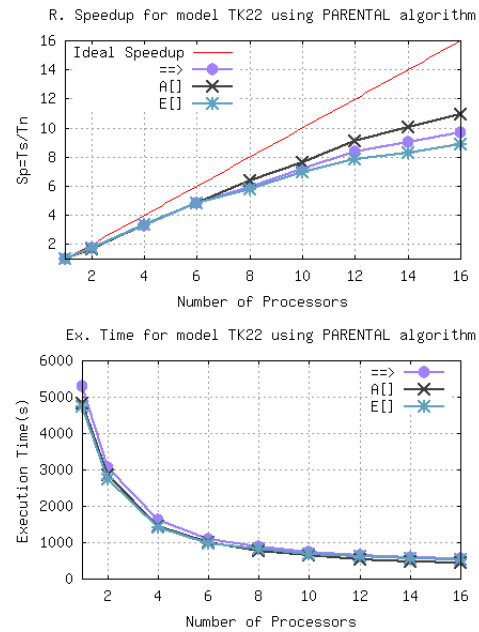 R. Speedup for model TK22 using PARENTAL algorithm
16
14
12
10
8
6
4
2
Sp=Ts/Tn
Ideal Speedup
==>
A[]
E[]
2 4 6 8 10 12 14 16
Number of Processors
Ex. Time for model TK22 using PARENTAL algorithm
6000
5000
4000
3000
2000
1000
0
Execution Time(s)
==>
A[]
E[]
2 4 6 8 10 12 14 16
Number of Processors